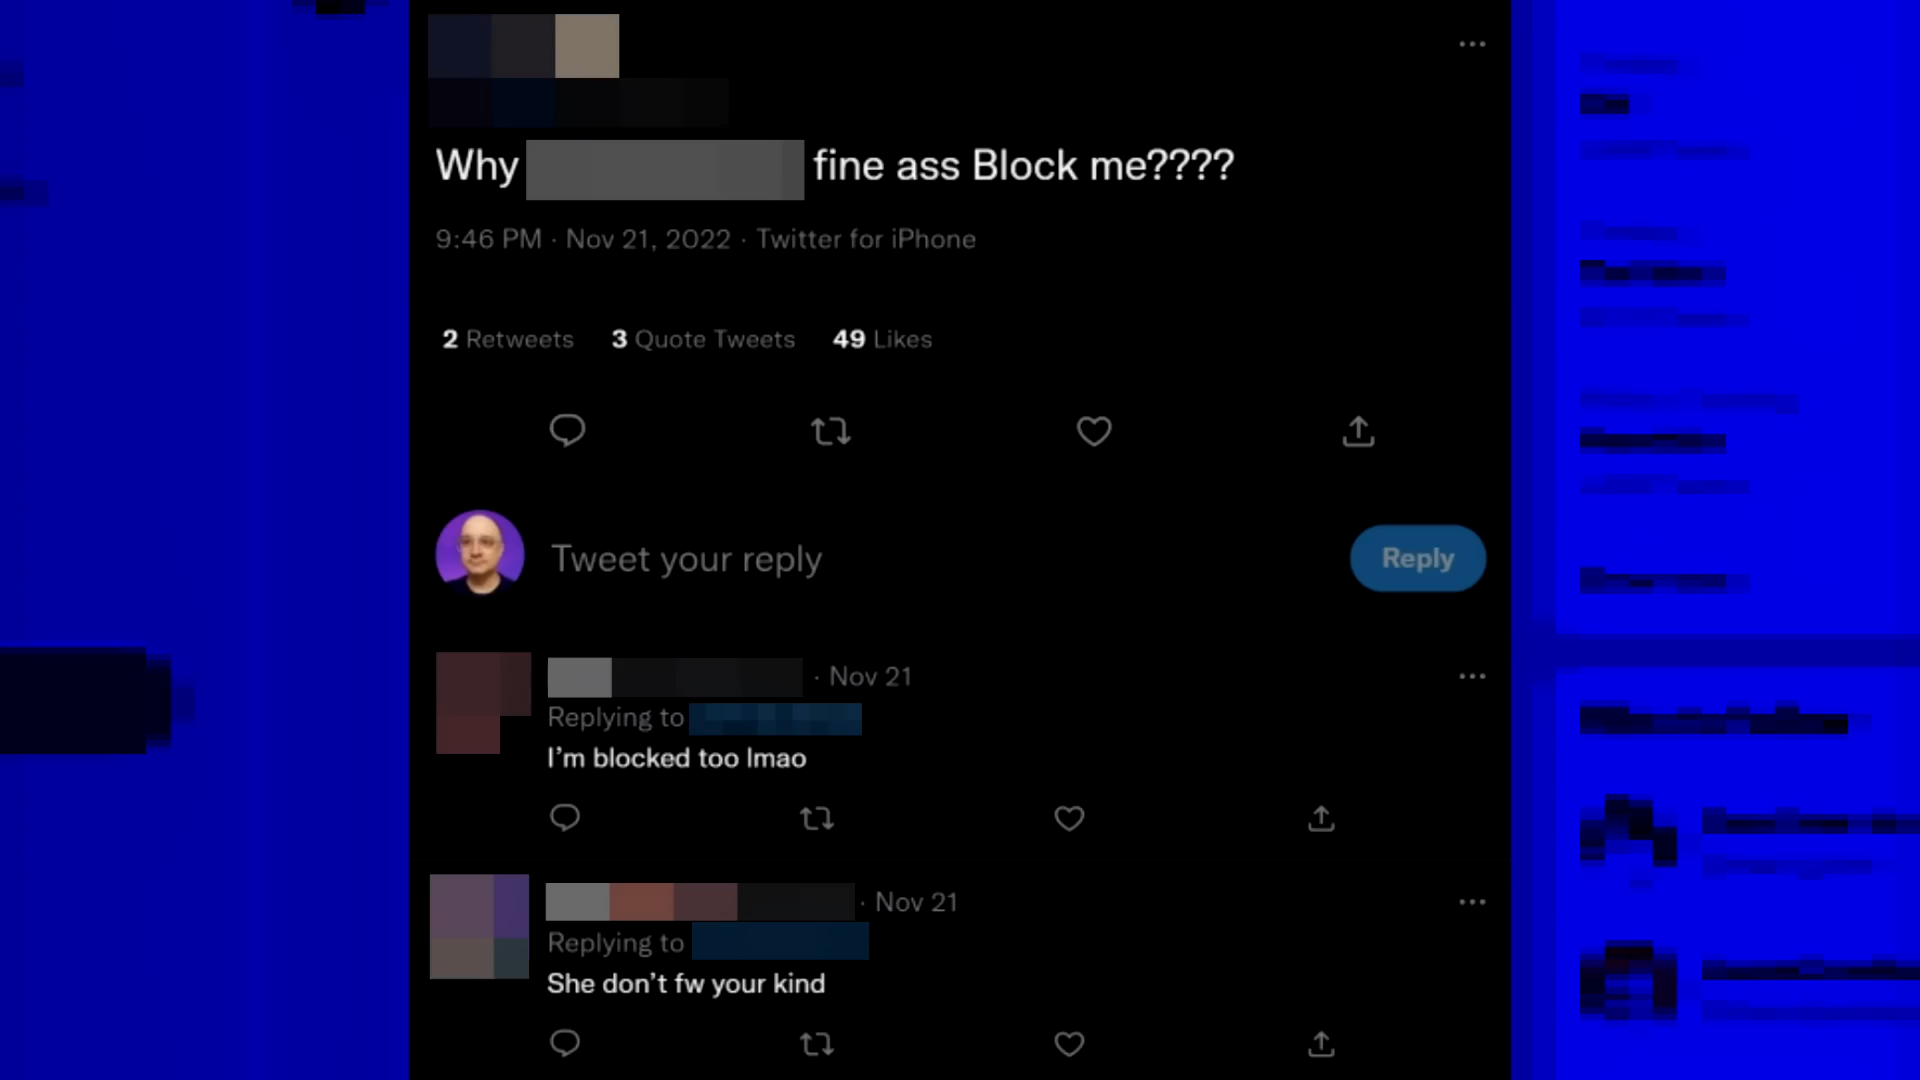 Why fine ass Block me????
9:46 PM · Nov 21, 2022 · Twitter for iPhone
2 Retweets 3 Quote Tweets 49 Likes
Tweet your reply
Reply
· Nov 21
Replying to
I'm blocked too lmao
· Nov 21
Replying to
She don't fw your kind